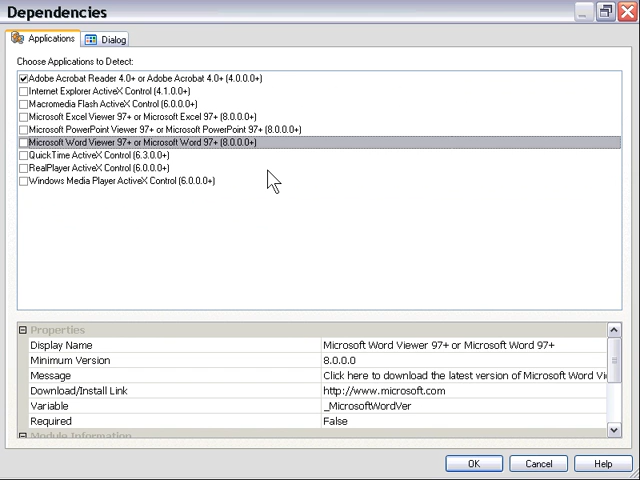 Dependencies
Applications
Dialog
Choose Applications to Detect:
Adobe Acrobat Reader 4.0+ or Adobe Acrobat 4.0+ (4.0.0.0+)
Internet Explorer ActiveX Control (4.1.0.0+)
Macromedia Flash ActiveX Control (6.0.0.0+)
Microsoft Excel Viewer 97+ or Microsoft Excel 97+ (8.0.0.0+)
Microsoft PowerPoint Viewer 97+ or Microsoft PowerPoint 97+ (8.0.0.0+)
Microsoft Word Viewer 97+ or Microsoft Word 97+ (8.0.0.0+)
QuickTime ActiveX Control (6.3.0.0+)
RealPlayer ActiveX Control (6.0.0.0+)
Windows Media Player ActiveX Control (6.0.0.0+)
Properties
Display Name Microsoft Word Viewer 97+ or Microsoft Word 97+
Minimum Version 8.0.0.0
Message Click here to download the latest version of Microsoft Word Vi
Download/Install Link http://www.microsoft.com
Variable _MicrosoftWordVer
Required False
Module Information
OK Cancel Help